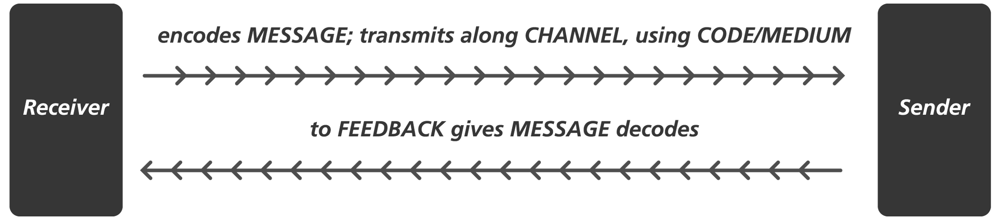 encodes MESSAGE; transmits along CHANNEL, using CODE/MEDIUM
Receiver
Sender
to FEEDBACK gives MESSAGE decodes